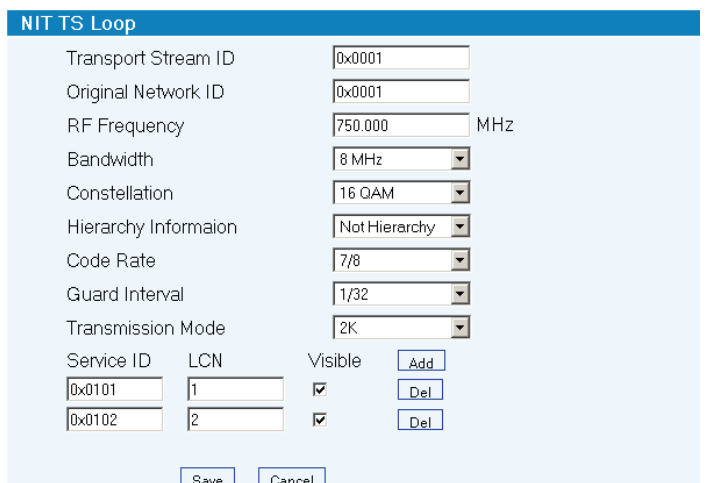 NIT TS Loop
Transport Stream ID 0x0001
Original Network ID 0x0001
RF Frequency 750.000 MHz
Bandwidth 8 MHz
Constellation 16 QAM
Hierarchy Informaion Not Hierarchy
Code Rate 7/8
Guard Interval 1/32
Transmission Mode 2K
Service ID LCN Visible Add
0x0101 1 Del
0x0102 2 Del
Save Cancel